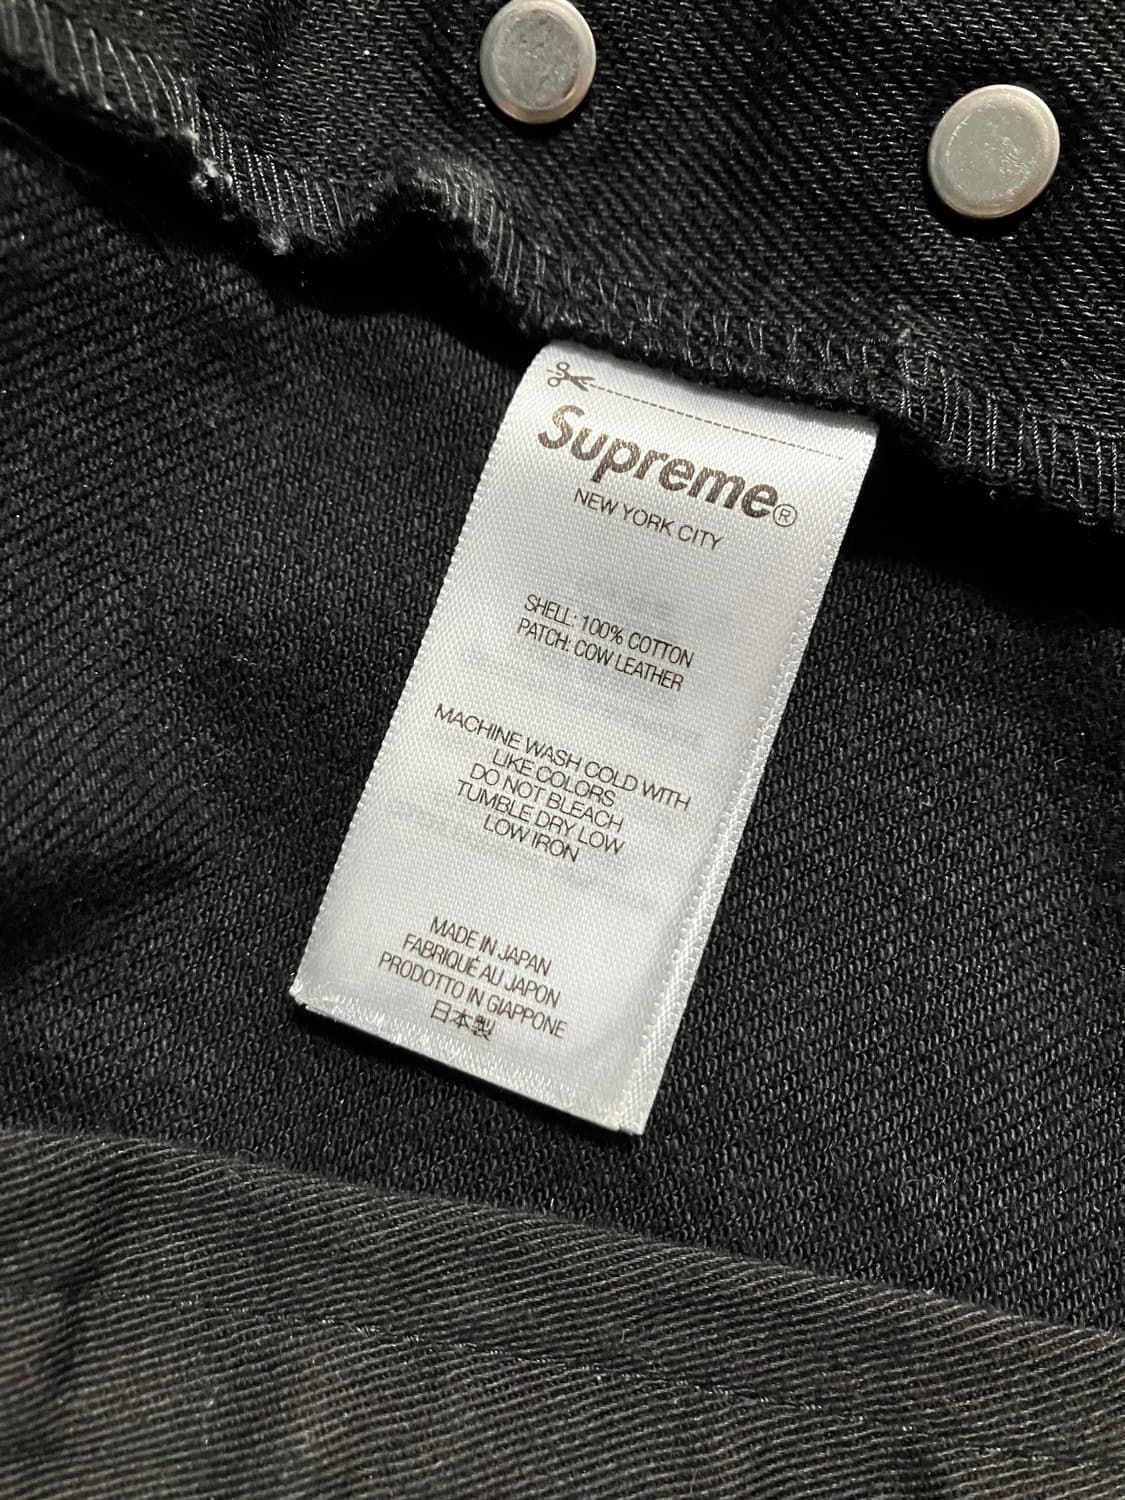 Supreme®
NEW YORK CITY
SHELL: 100% COTTON
PATCH: COW LEATHER
MACHINE WASH COLD WITH
LIKE COLORS
DO NOT BLEACH
TUMBLE DRY LOW
LOW IRON
MADE IN JAPAN
FABRIQUÉ AU JAPON
PRODOTTO IN GIAPPONE
日本製